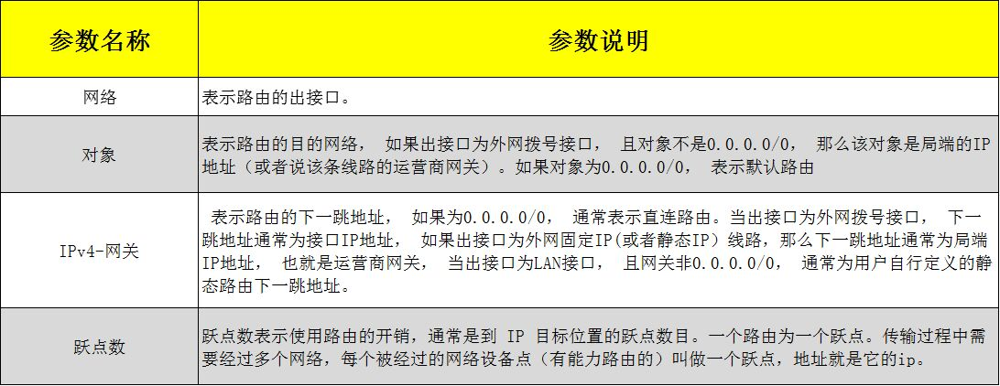 参数名称
参数说明
网络
表示路由的出接口。
对象
表示路由的目的网络， 如果出接口为外网拨号接口， 且对象不是0.0.0.0/0， 那么该对象是局端的IP
地址（或者说该条线路的运营商网关）。如果对象为0.0.0.0/0， 表示默认路由
IPv4-网关
表示路由的下一跳地址， 如果为0.0.0.0/0， 通常表示直连路由。当出接口为外网拨号接口， 下一
跳地址通常为接口IP地址， 如果出接口为外网固定IP(或者静态IP）线路，那么下一跳地址通常为局端
IP地址， 也就是运营商网关， 当出接口为LAN接口， 且网关非0.0.0.0/0， 通常为用户自行定义的静
态路由下一跳地址。
跃点数
跃点数表示使用路由的开销，通常是到 IP 目标位置的跃点数目。一个路由为一个跃点。传输过程中需
要经过多个网络，每个被经过的网络设备点（有能力路由的）叫做一个跃点，地址就是它的ip。